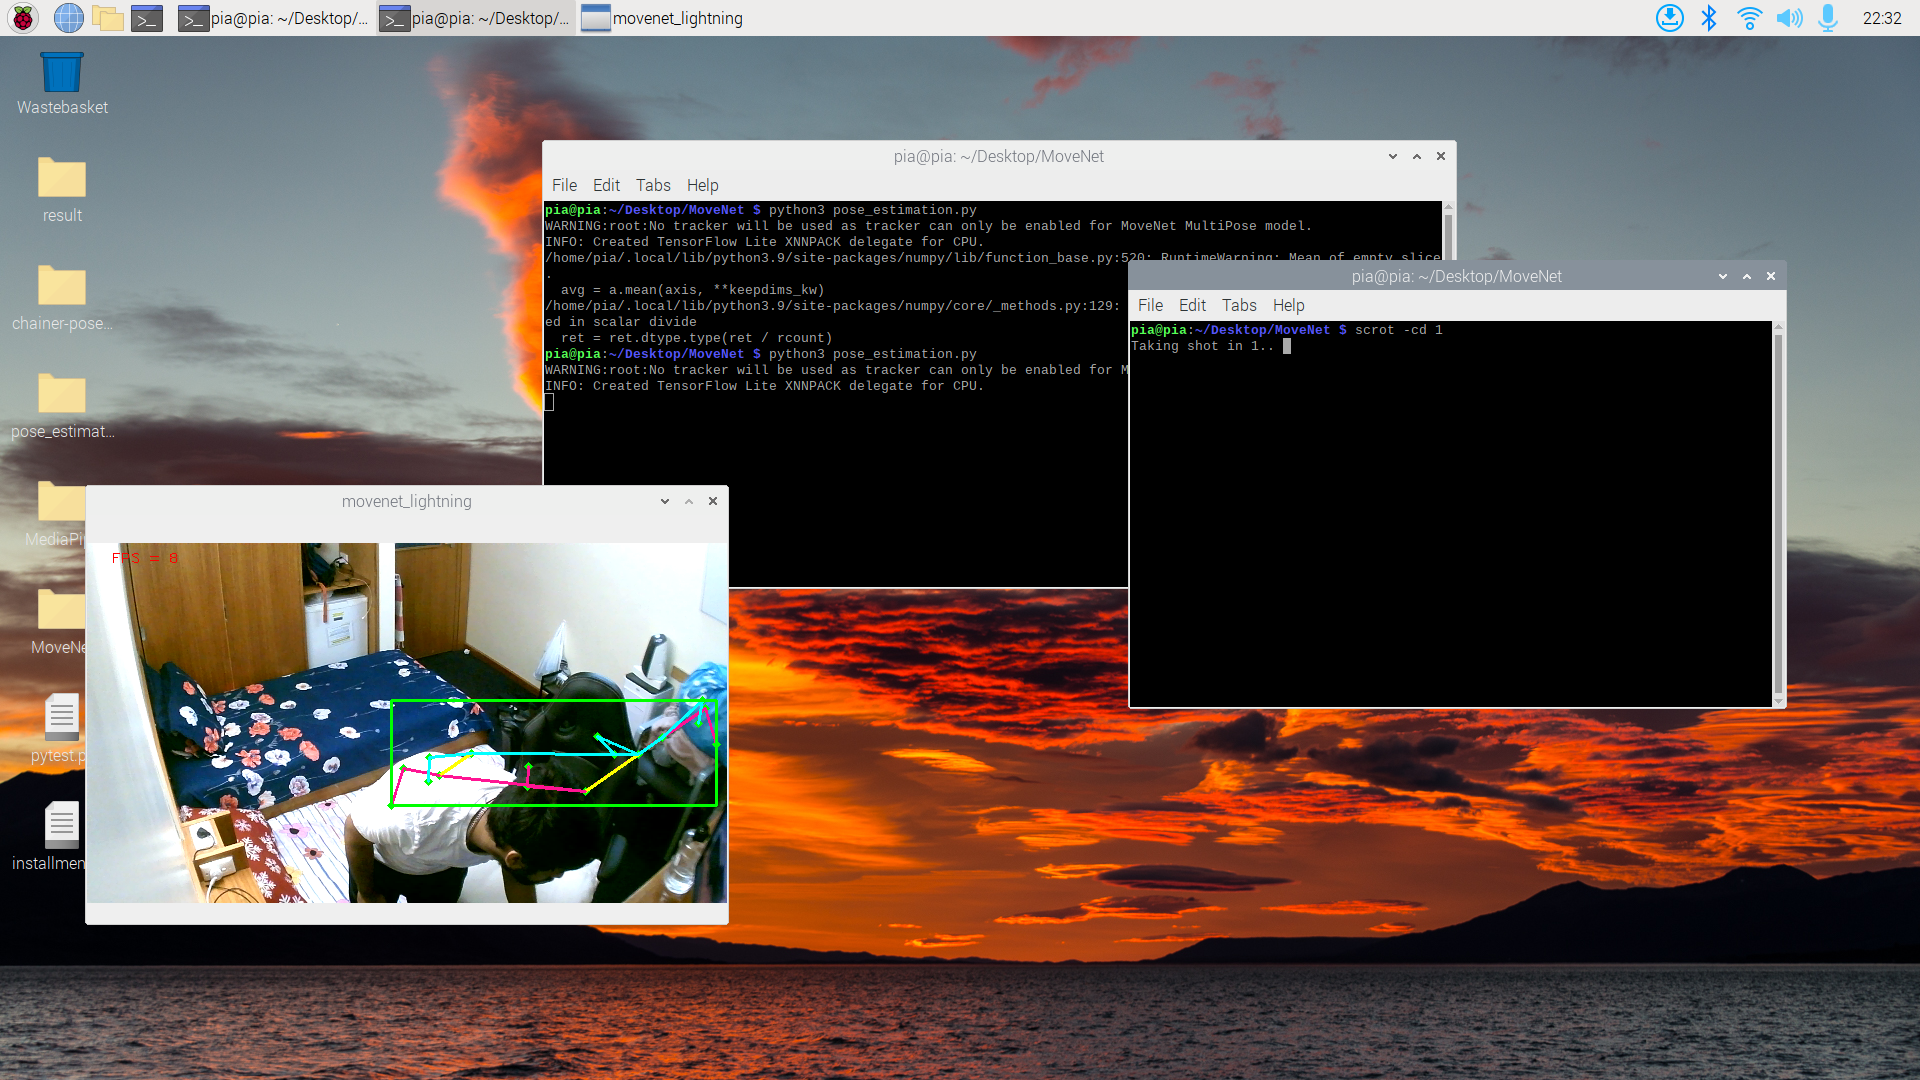 pia@pia: ~/Desktop/...
pia@pia: ~/Desktop/...
movenet_lightning
22:32
Wastebasket
result
chainer-pose...
pose_estimat...
MediaPi
MoveNe
pytest.p
installmen
pia@pia: ~/Desktop/MoveNet
File Edit Tabs Help
pia@pia:~/Desktop/MoveNet $ python3 pose_estimation.py
WARNING:root:No tracker will be used as tracker can only be enabled for MoveNet MultiPose model.
INFO: Created TensorFlow Lite XNNPACK delegate for CPU.
/home/pia/.local/lib/python3.9/site-packages/numpy/lib/function_base.py:520: RuntimeWarning: Mean of empty slice
.
avg = a.mean(axis, **keepdims_kw)
/home/pia/.local/lib/python3.9/site-packages/numpy/core/_methods.py:129:
ed in scalar divide
ret = ret.dtype.type(ret / rcount)
pia@pia:~/Desktop/MoveNet $ python3 pose_estimation.py
WARNING:root:No tracker will be used as tracker can only be enabled for M
INFO: Created TensorFlow Lite XNNPACK delegate for CPU.
pia@pia: ~/Desktop/MoveNet
File Edit Tabs Help
pia@pia:~/Desktop/MoveNet $ scrot -cd 1
Taking shot in 1..
movenet_lightning
FPS = 8